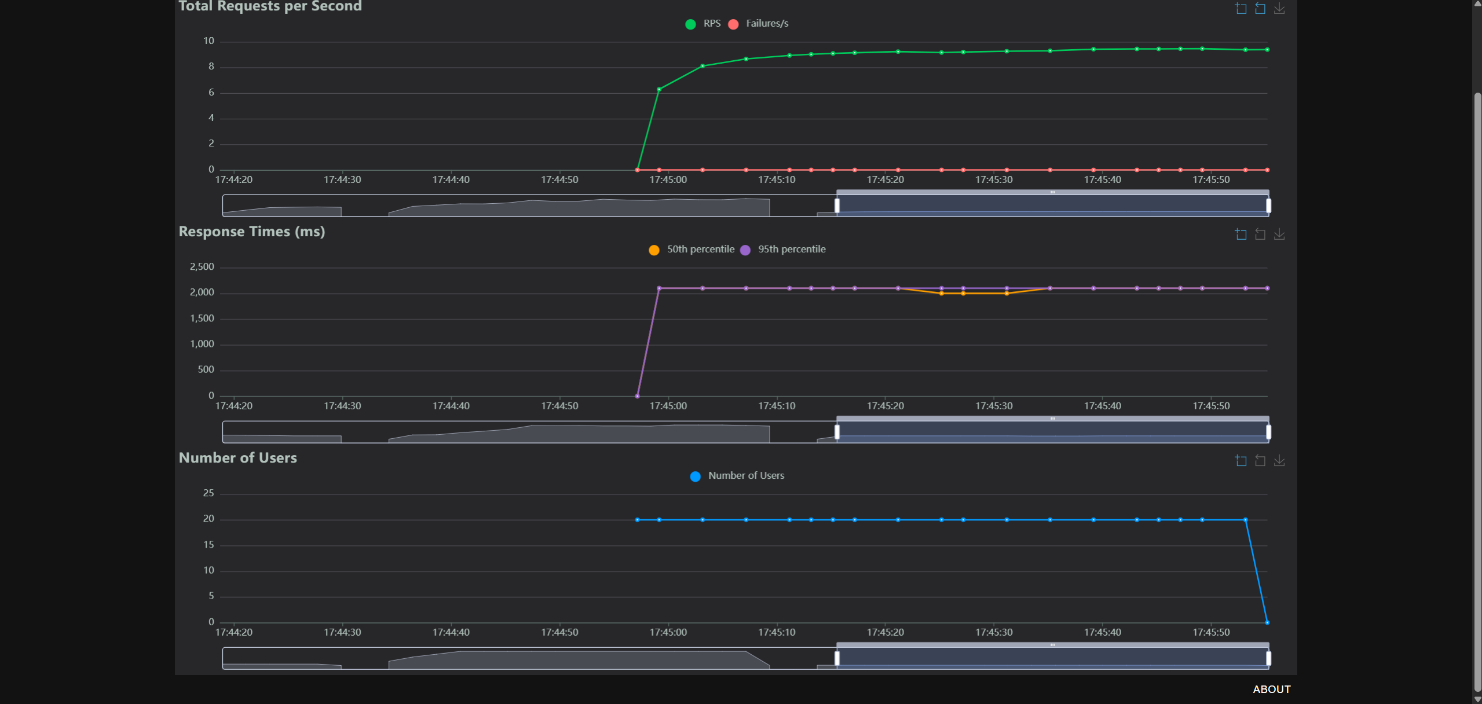 Total Requests per Second
RPS Failures/s
10
8
6
4
2
0
17:44:20 17:44:30 17:44:40 17:44:50 17:45:00 17:45:10 17:45:20 17:45:30 17:45:40 17:45:50
Response Times (ms)
50th percentile 95th percentile
2,500
2,000
1,500
1,000
500
0
17:44:20 17:44:30 17:44:40 17:44:50 17:45:00 17:45:10 17:45:20 17:45:30 17:45:40 17:45:50
Number of Users
Number of Users
25
20
15
10
5
0
17:44:20 17:44:30 17:44:40 17:44:50 17:45:00 17:45:10 17:45:20 17:45:30 17:45:40 17:45:50
ABOUT